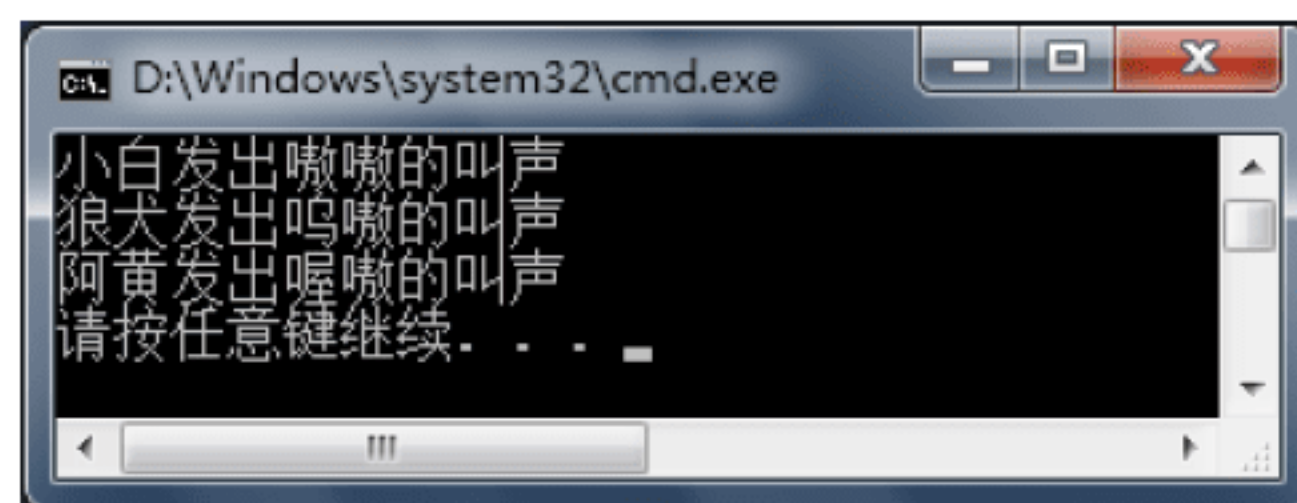 C:\.
D:\Windows\system32\cmd.exe
小白发出嗷嗷的叫声
狼犬发出呜嗷的叫声
阿黄发出喔嗷的叫声
请按任意键继续. . .